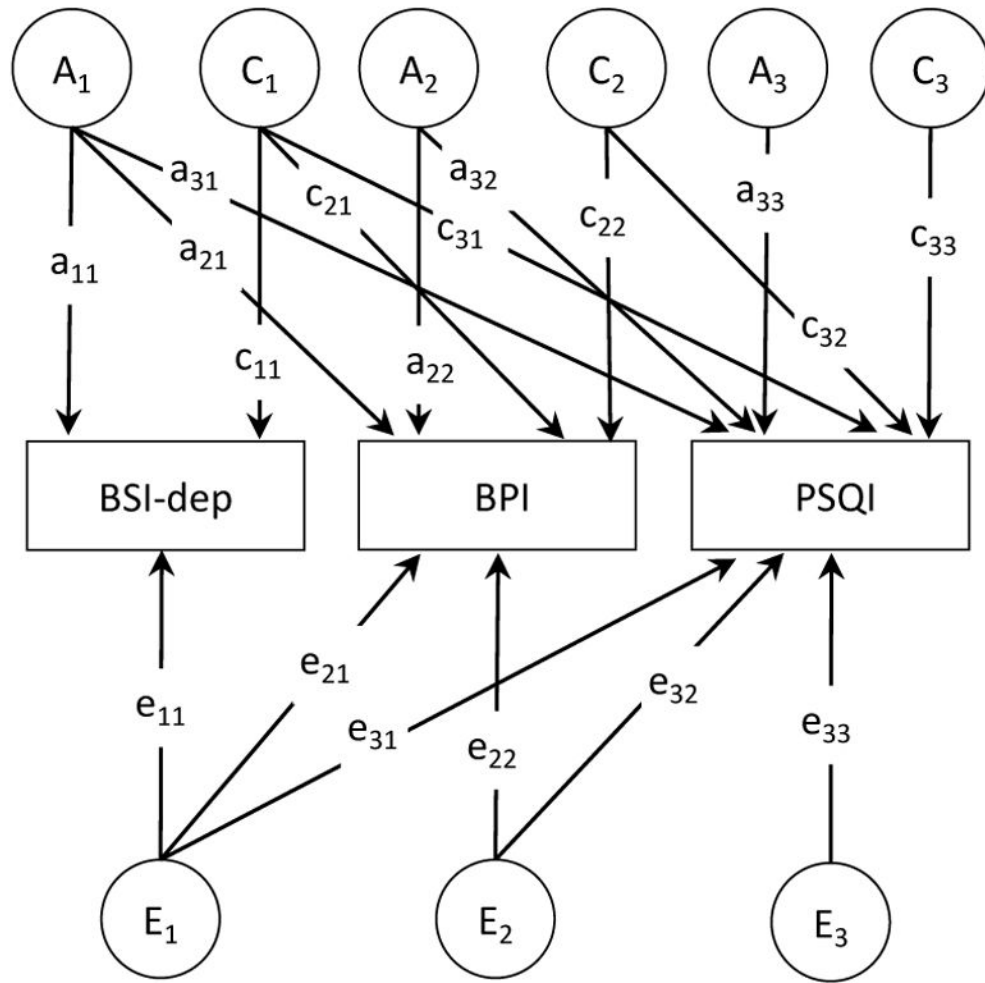 A₁ C₁ A₂ C₂ A₃ C₃
a₃₁ c₂₁ a₃₂ a₃₃
a₁₁ a₂₁ c₃₁ c₂₂ c₃₃
c₁₁ a₂₂ c₃₂
BSI-dep BPI PSQI
e₁₁ e₂₁ e₃₁ e₂₂ e₃₂ e₃₃
E₁ E₂ E₃